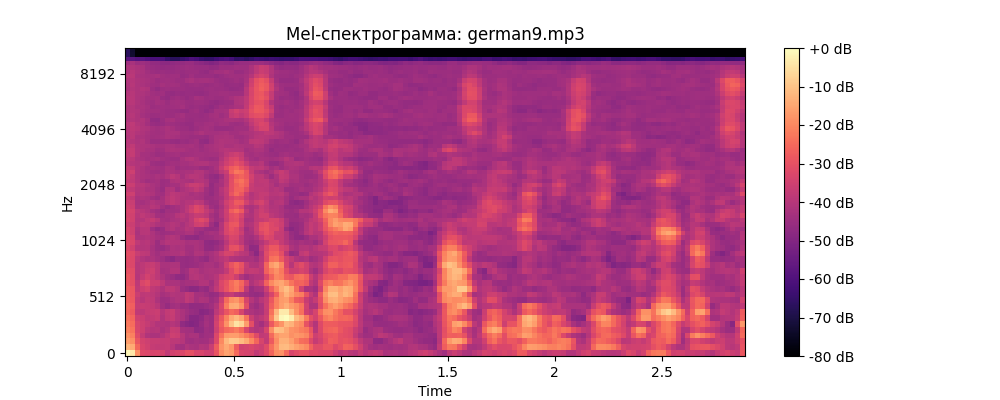 Mel-спектрограмма: german9.mp3
Hz
8192
4096
2048
1024
512
0
0
0.5
1
1.5
2
2.5
Time
+0 dB
-10 dB
-20 dB
-30 dB
-40 dB
-50 dB
-60 dB
-70 dB
-80 dB